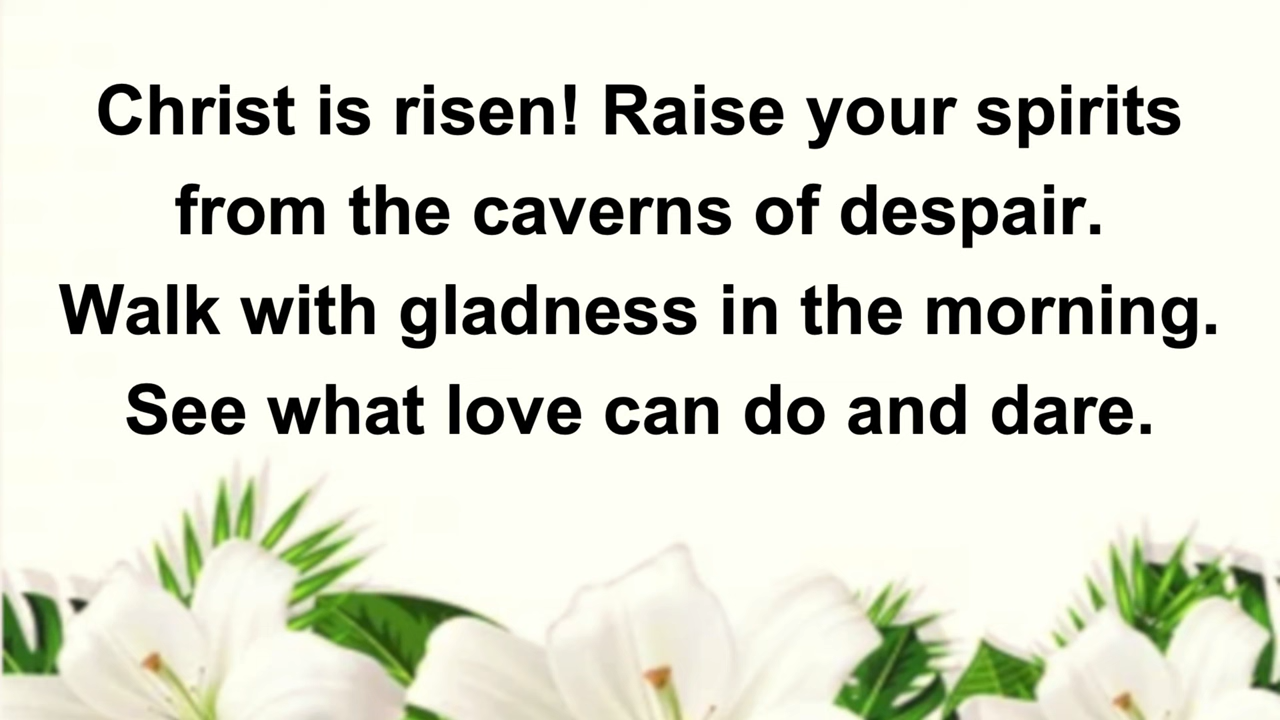 Christ is risen! Raise your spirits
from the caverns of despair.
Walk with gladness in the morning.
See what love can do and dare.